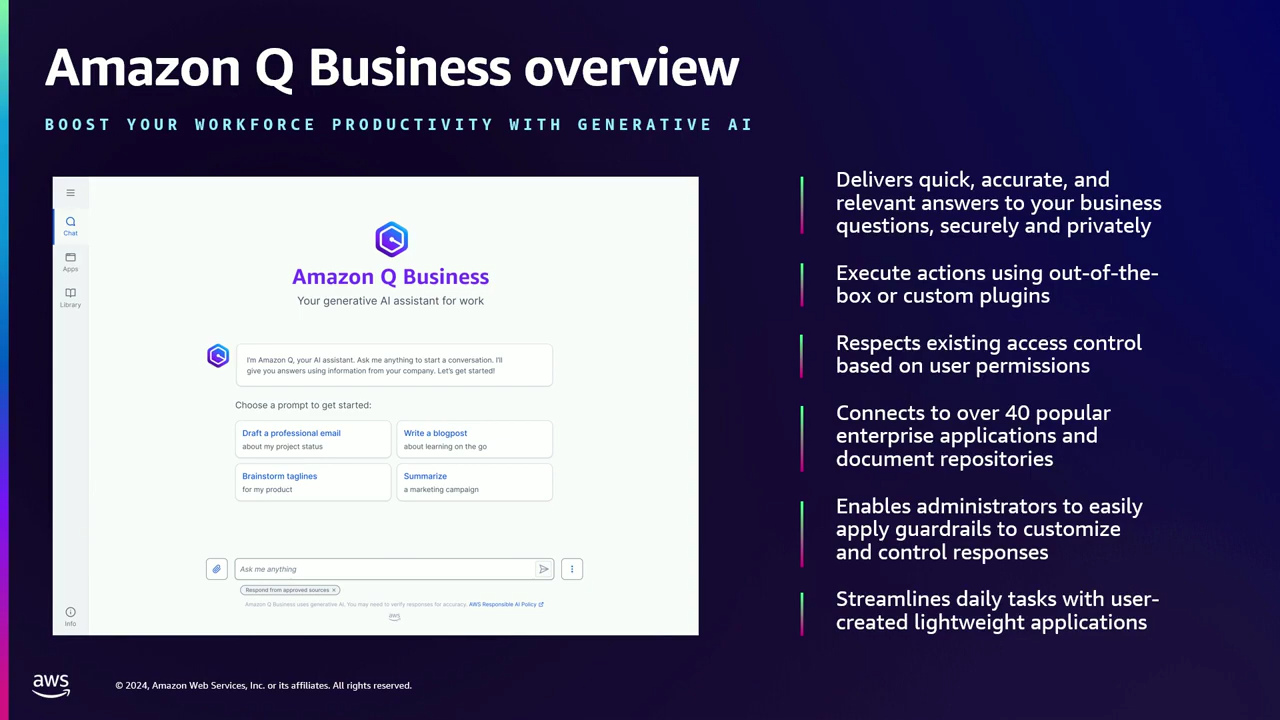 Amazon Q Business overview
BOOST YOUR WORKFORCE PRODUCTIVITY WITH GENERATIVE AI
Chat
Apps
Library
Info
Amazon Q Business
Your generative AI assistant for work
I'm Amazon Q, your AI assistant. Ask me anything to start a conversation. I'll
give you answers using information from your company. Let's get started!
Choose a prompt to get started:
Draft a professional email
about my project status
Write a blogpost
about learning on the go
Brainstorm taglines
for my product
Summarize
a marketing campaign
Ask me anything
Respond from approved sources ×
Amazon Q Business uses generative AI. You may need to verify responses for accuracy. AWS Responsible AI Policy
aws
Delivers quick, accurate, and
relevant answers to your business
questions, securely and privately
Execute actions using out-of-the-
box or custom plugins
Respects existing access control
based on user permissions
Connects to over 40 popular
enterprise applications and
document repositories
Enables administrators to easily
apply guardrails to customize
and control responses
Streamlines daily tasks with user-
created lightweight applications
aws
© 2024, Amazon Web Services, Inc. or its affiliates. All rights reserved.